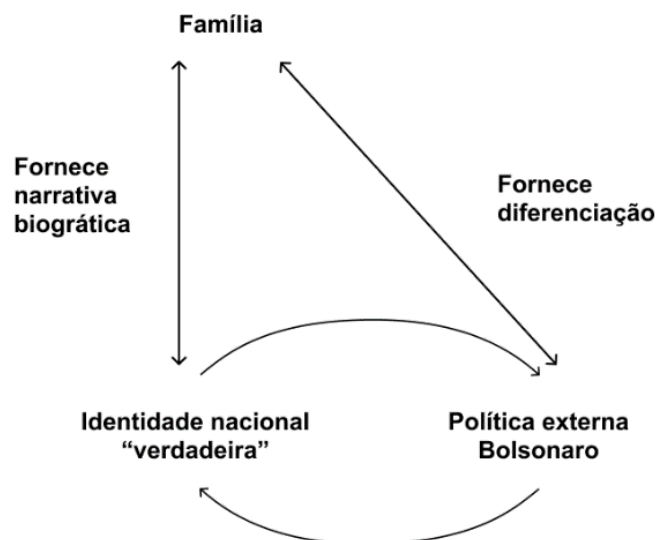 Família
Fornece
narrativa
biogrática
Fornece
diferenciação
Identidade nacional
“verdadeira”
Política externa
Bolsonaro